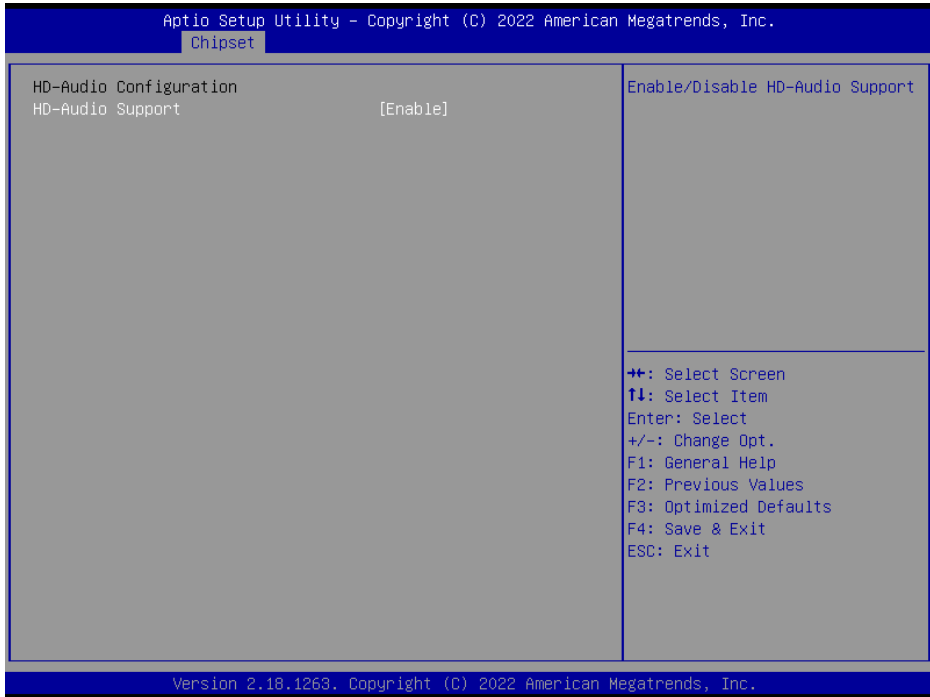 Aptio Setup Utility – Copyright (C) 2022 American Megatrends, Inc.
Chipset
HD-Audio Configuration
HD-Audio Support [Enable]
Enable/Disable HD-Audio Support
→←: Select Screen
↑↓: Select Item
Enter: Select
+/-: Change Opt.
F1: General Help
F2: Previous Values
F3: Optimized Defaults
F4: Save & Exit
ESC: Exit
Version 2.18.1263. Copyright (C) 2022 American Megatrends, Inc.